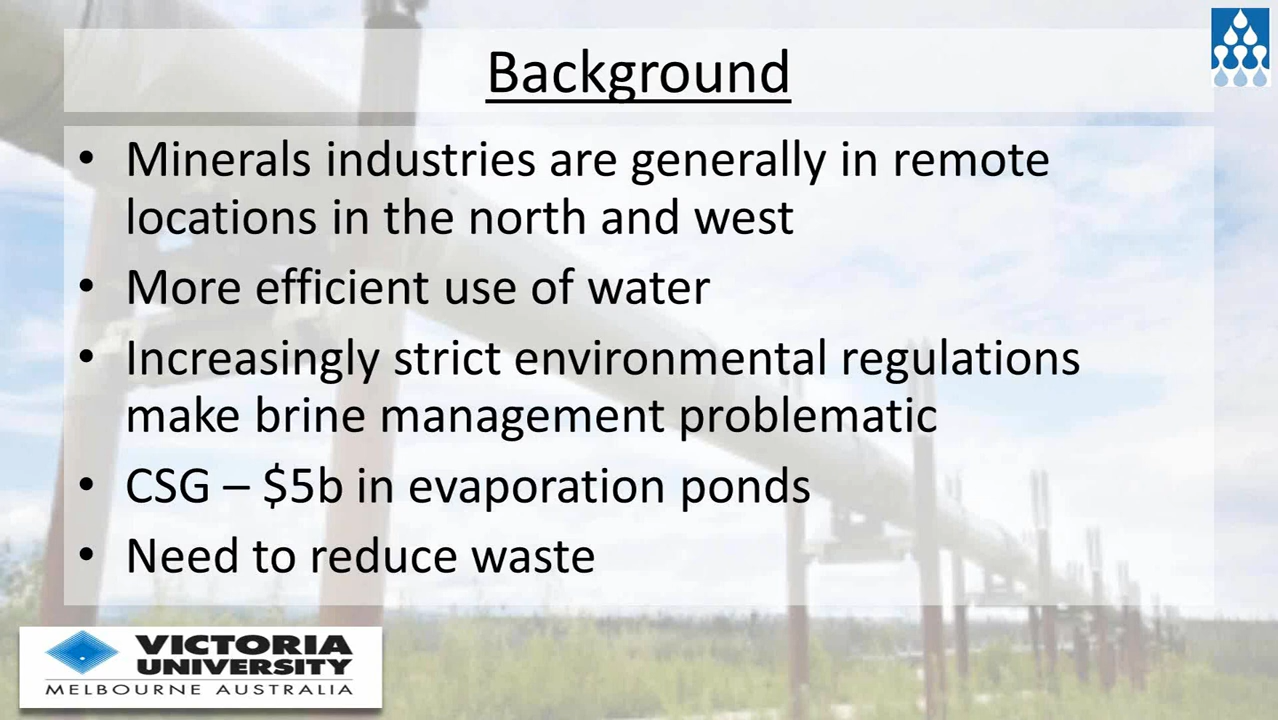 Background
• Minerals industries are generally in remote
locations in the north and west
• More efficient use of water
• Increasingly strict environmental regulations
make brine management problematic
• CSG – $5b in evaporation ponds
• Need to reduce waste
VICTORIA
UNIVERSITY
MELBOURNE AUSTRALIA